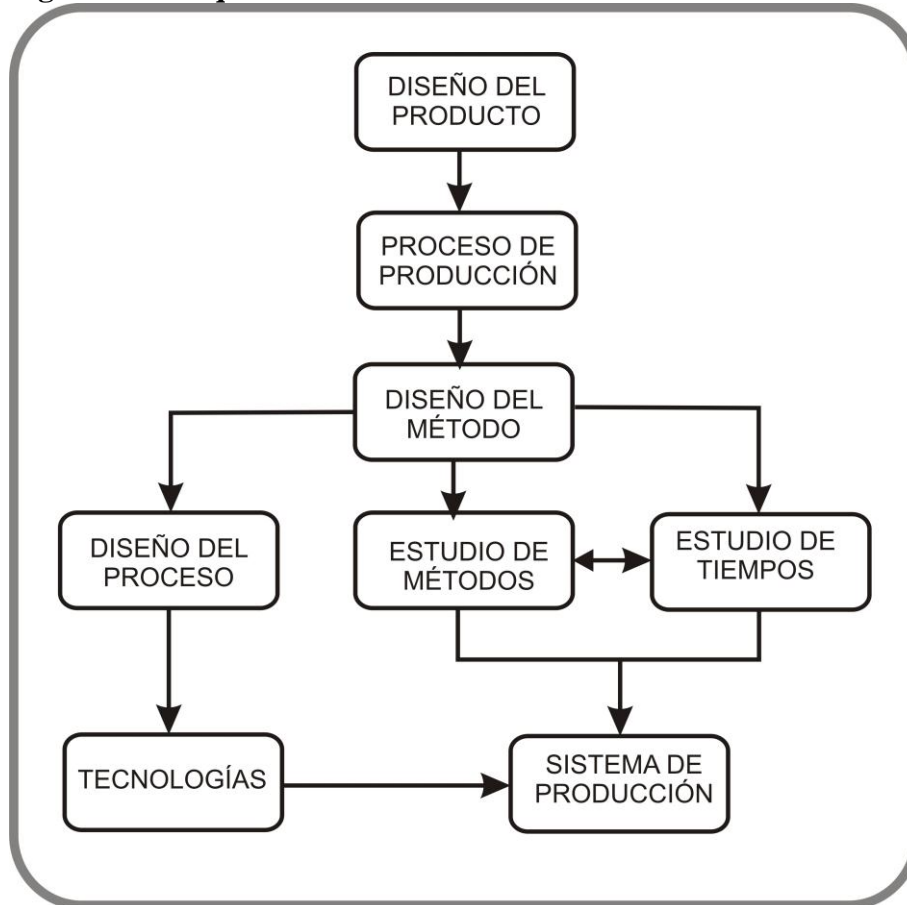 DISEÑO DEL
PRODUCTO
PROCESO DE
PRODUCCIÓN
DISEÑO DEL
MÉTODO
DISEÑO DEL
PROCESO
ESTUDIO DE
MÉTODOS
ESTUDIO DE
TIEMPOS
TECNOLOGÍAS
SISTEMA DE
PRODUCCIÓN